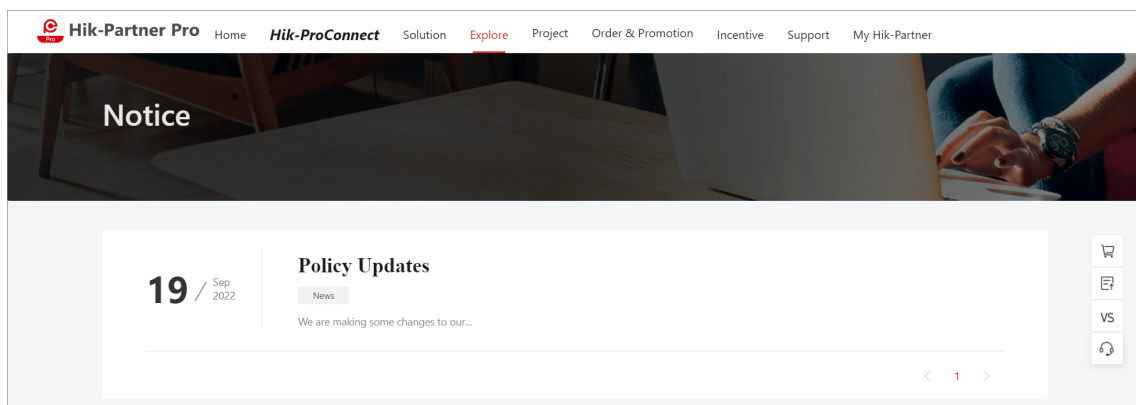 Hik-Partner Pro Home Hik-ProConnect Solution Explore Project Order & Promotion Incentive Support My Hik-Partner
Pro
Notice
Policy Updates
19 / Sep
2022
News
We are making some changes to our...
< 1 >
VS